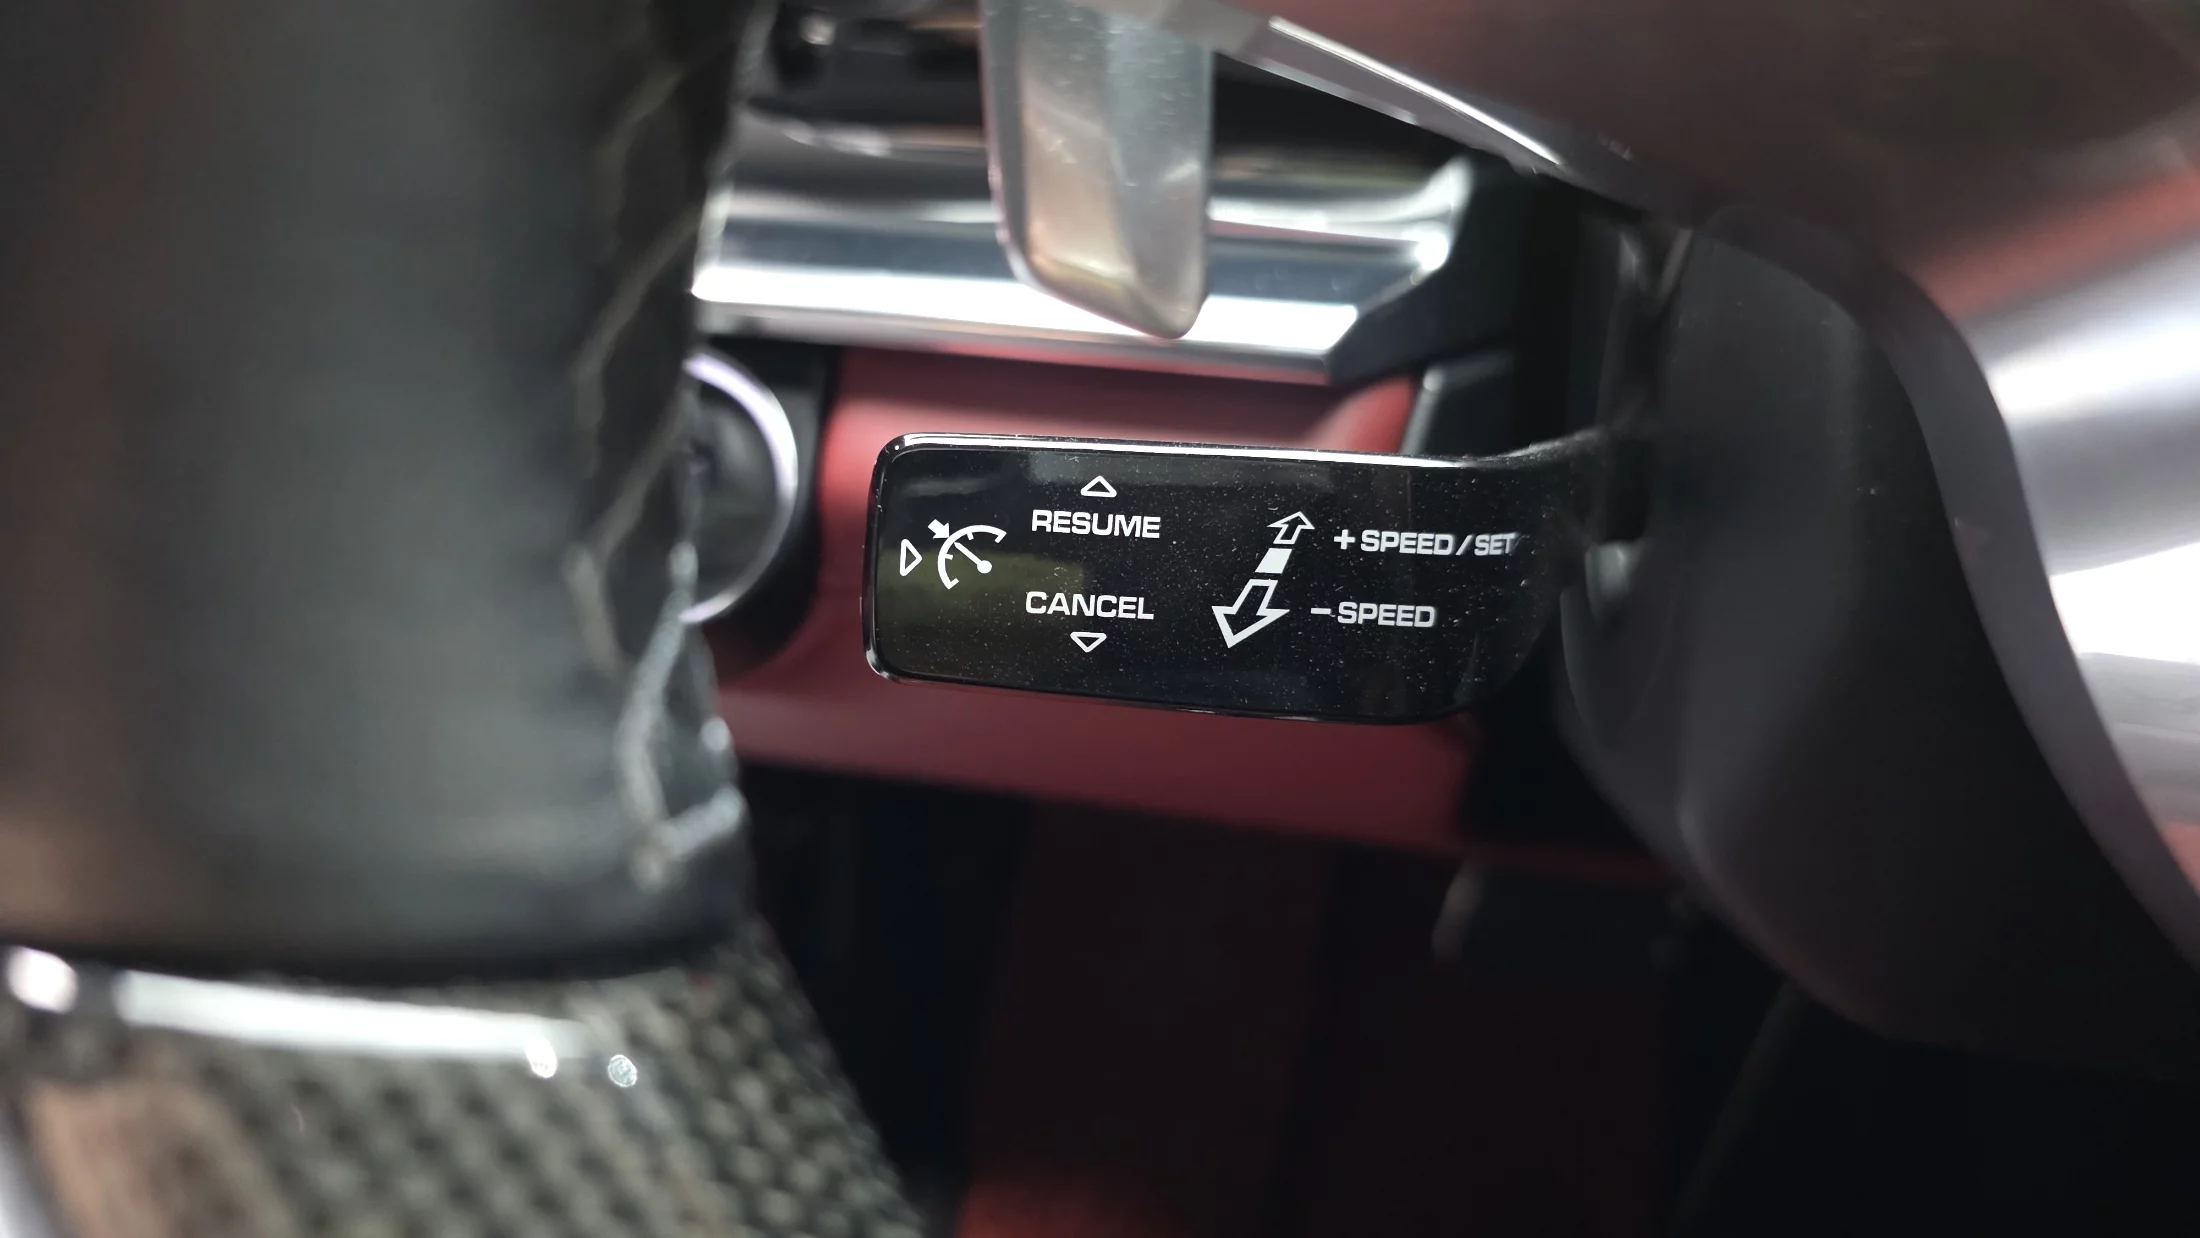 RESUME
CANCEL
+ SPEED / SET
− SPEED